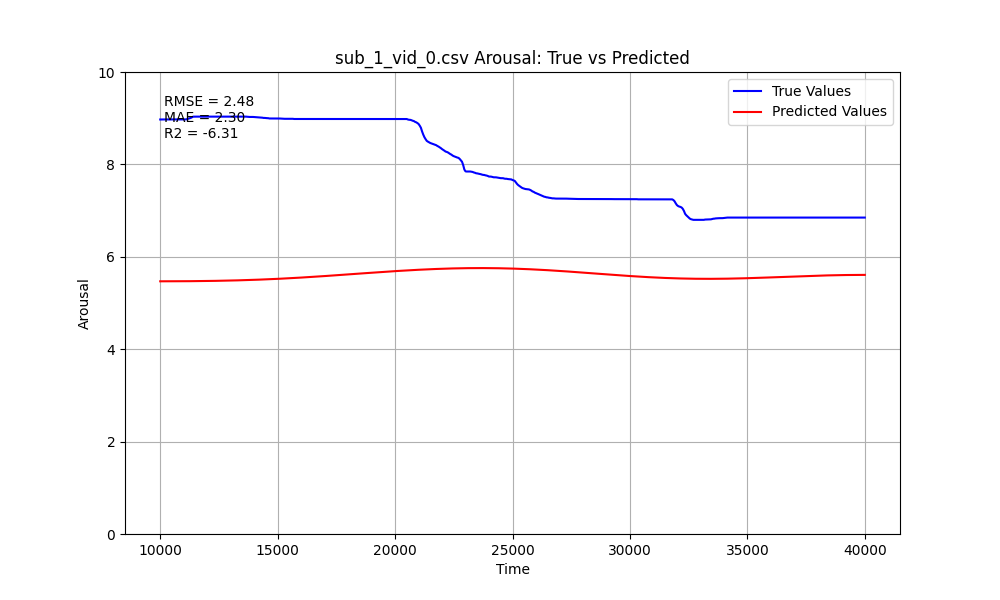 sub_1_vid_0.csv Arousal: True vs Predicted
RMSE = 2.48
MAE = 2.30
R2 = -6.31
True Values
Predicted Values
Arousal
10
8
6
4
2
0
10000 15000 20000 25000 30000 35000 40000
Time